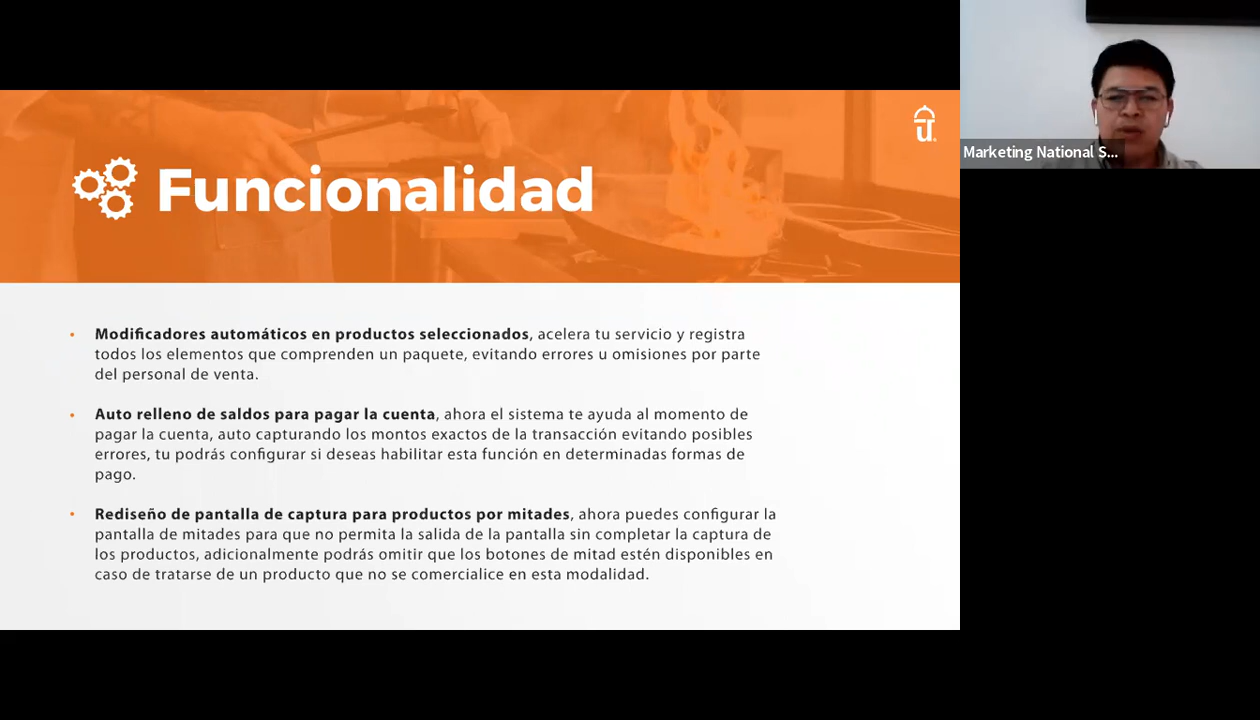 Funcionalidad
Marketing National S...
• Modificadores automáticos en productos seleccionados, acelera tu servicio y registra
todos los elementos que comprenden un paquete, evitando errores u omisiones por parte
del personal de venta.
• Auto relleno de saldos para pagar la cuenta, ahora el sistema te ayuda al momento de
pagar la cuenta, auto capturando los montos exactos de la transacción evitando posibles
errores, tu podrás configurar si deseas habilitar esta función en determinadas formas de
pago.
• Rediseño de pantalla de captura para productos por mitades, ahora puedes configurar la
pantalla de mitades para que no permita la salida de la pantalla sin completar la captura de
los productos, adicionalmente podrás omitir que los botones de mitad estén disponibles en
caso de tratarse de un producto que no se comercialice en esta modalidad.